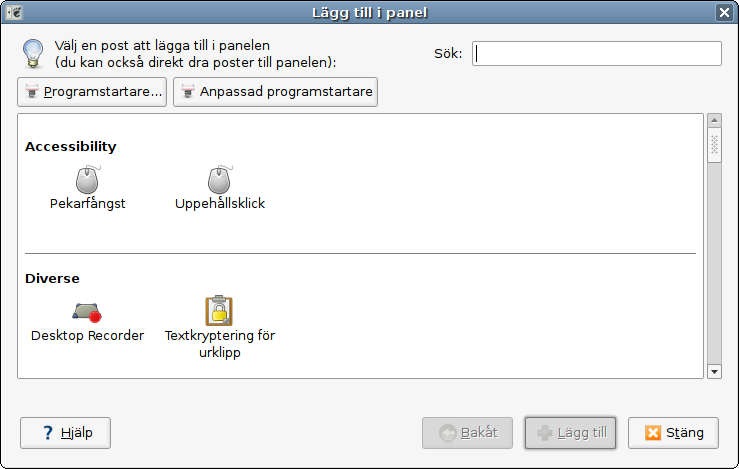 Lägg till i panel
Välj en post att lägga till i panelen
(du kan också direkt dra poster till panelen):
Sök:
Programstartare...
Anpassad programstartare
Accessibility
Pekarfångst
Uppehållsklick
Diverse
Desktop Recorder
Textkryptering för
urklipp
Hjälp
Bakåt
Lägg till
Stäng